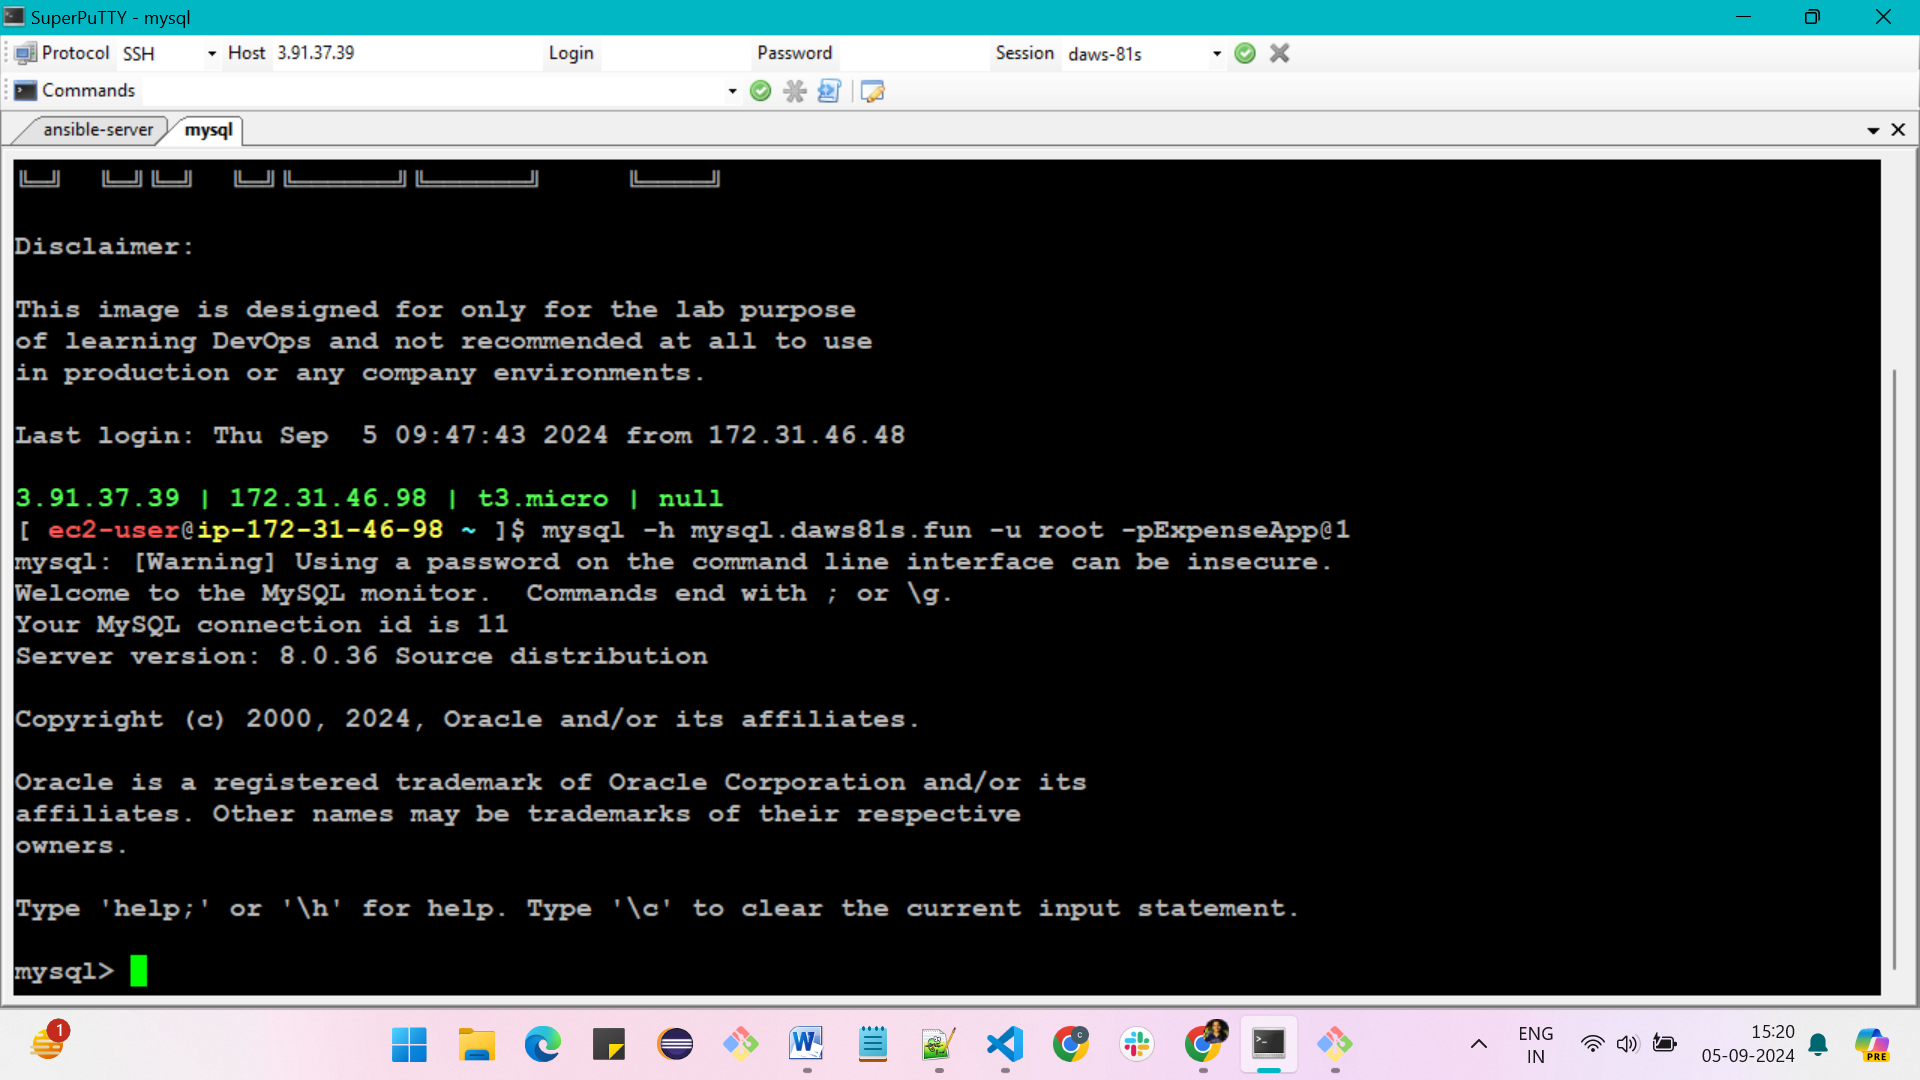 SuperPuTTY - mysql
Protocol SSH Host 3.91.37.39 Login Password Session daws-81s
Commands
ansible-server mysql
Disclaimer:
This image is designed for only for the lab purpose
of learning DevOps and not recommended at all to use
in production or any company environments.
Last login: Thu Sep  5 09:47:43 2024 from 172.31.46.48
3.91.37.39 | 172.31.46.98 | t3.micro | null
[ ec2-user@ip-172-31-46-98 ~ ]$ mysql -h mysql.daws81s.fun -u root -pExpenseApp@1
mysql: [Warning] Using a password on the command line interface can be insecure.
Welcome to the MySQL monitor.  Commands end with ; or \g.
Your MySQL connection id is 11
Server version: 8.0.36 Source distribution
Copyright (c) 2000, 2024, Oracle and/or its affiliates.
Oracle is a registered trademark of Oracle Corporation and/or its
affiliates. Other names may be trademarks of their respective
owners.
Type 'help;' or '\h' for help. Type '\c' to clear the current input statement.
mysql>
1
ENG
IN
15:20
05-09-2024
PRE